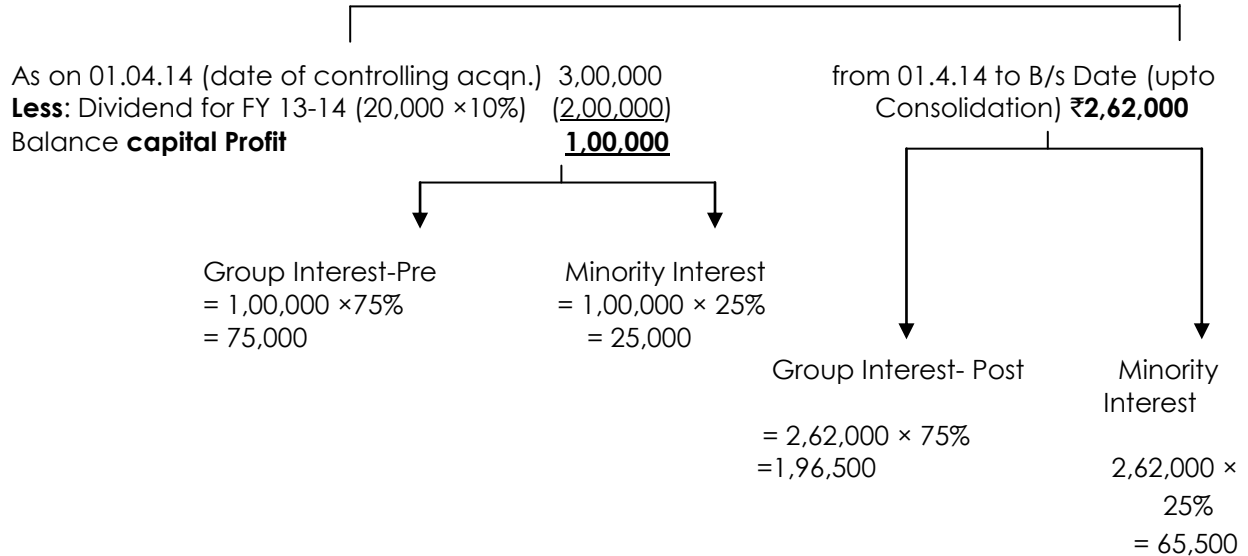 As on 01.04.14 (date of controlling acqn.) 3,00,000
Less: Dividend for FY 13-14 (20,000 ×10%) (2,00,000)
Balance capital Profit 1,00,000
from 01.4.14 to B/s Date (upto
Consolidation) ₹2,62,000
Group Interest-Pre
= 1,00,000 ×75%
= 75,000
Minority Interest
= 1,00,000 × 25%
= 25,000
Group Interest- Post
= 2,62,000 × 75%
=1,96,500
Minority
Interest
2,62,000 ×
25%
= 65,500